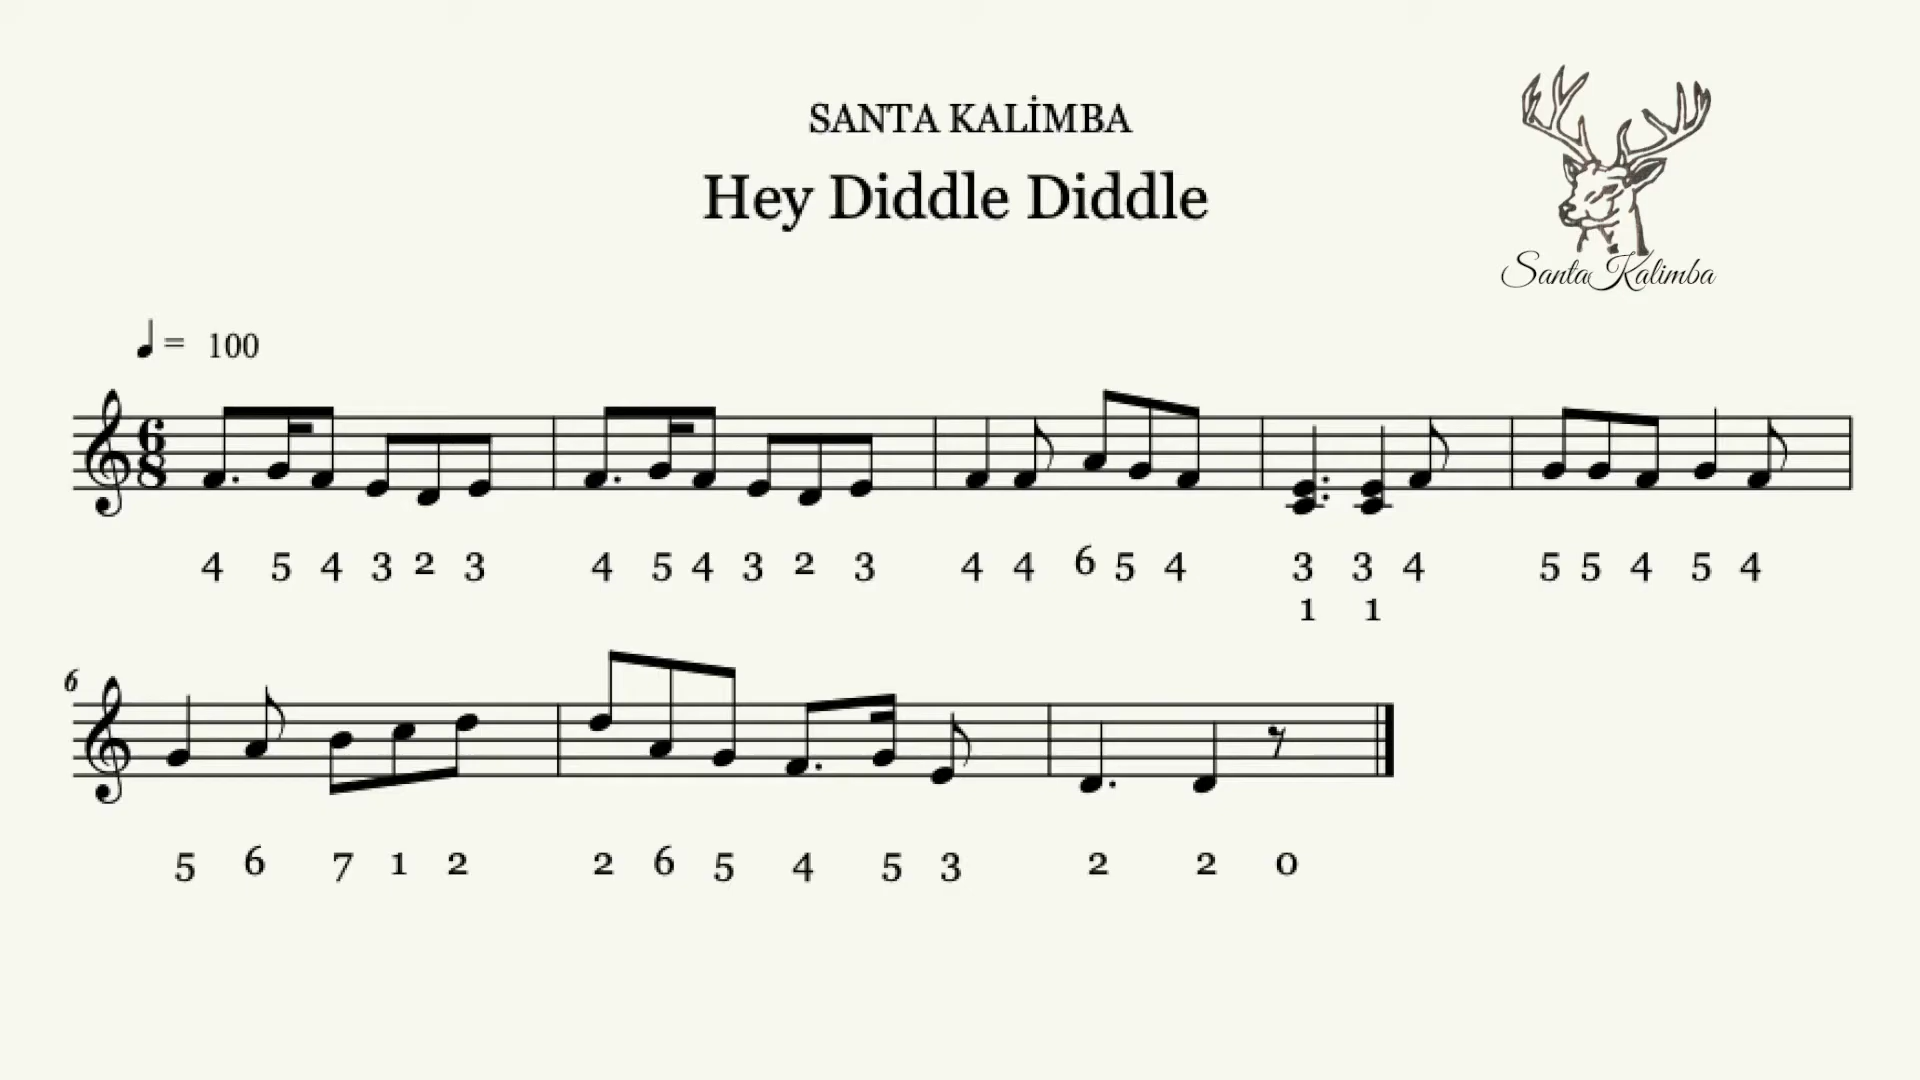 SANTA KALİMBA
Hey Diddle Diddle
Santa Kalimba
= 100
6
8
4 5 4 3 2 3 4 5 4 3 2 3 4 4 6 5 4 3 3 4 5 5 4 5 4
1 1
6
5 6 7 1 2 2 6 5 4 5 3 2 2 0